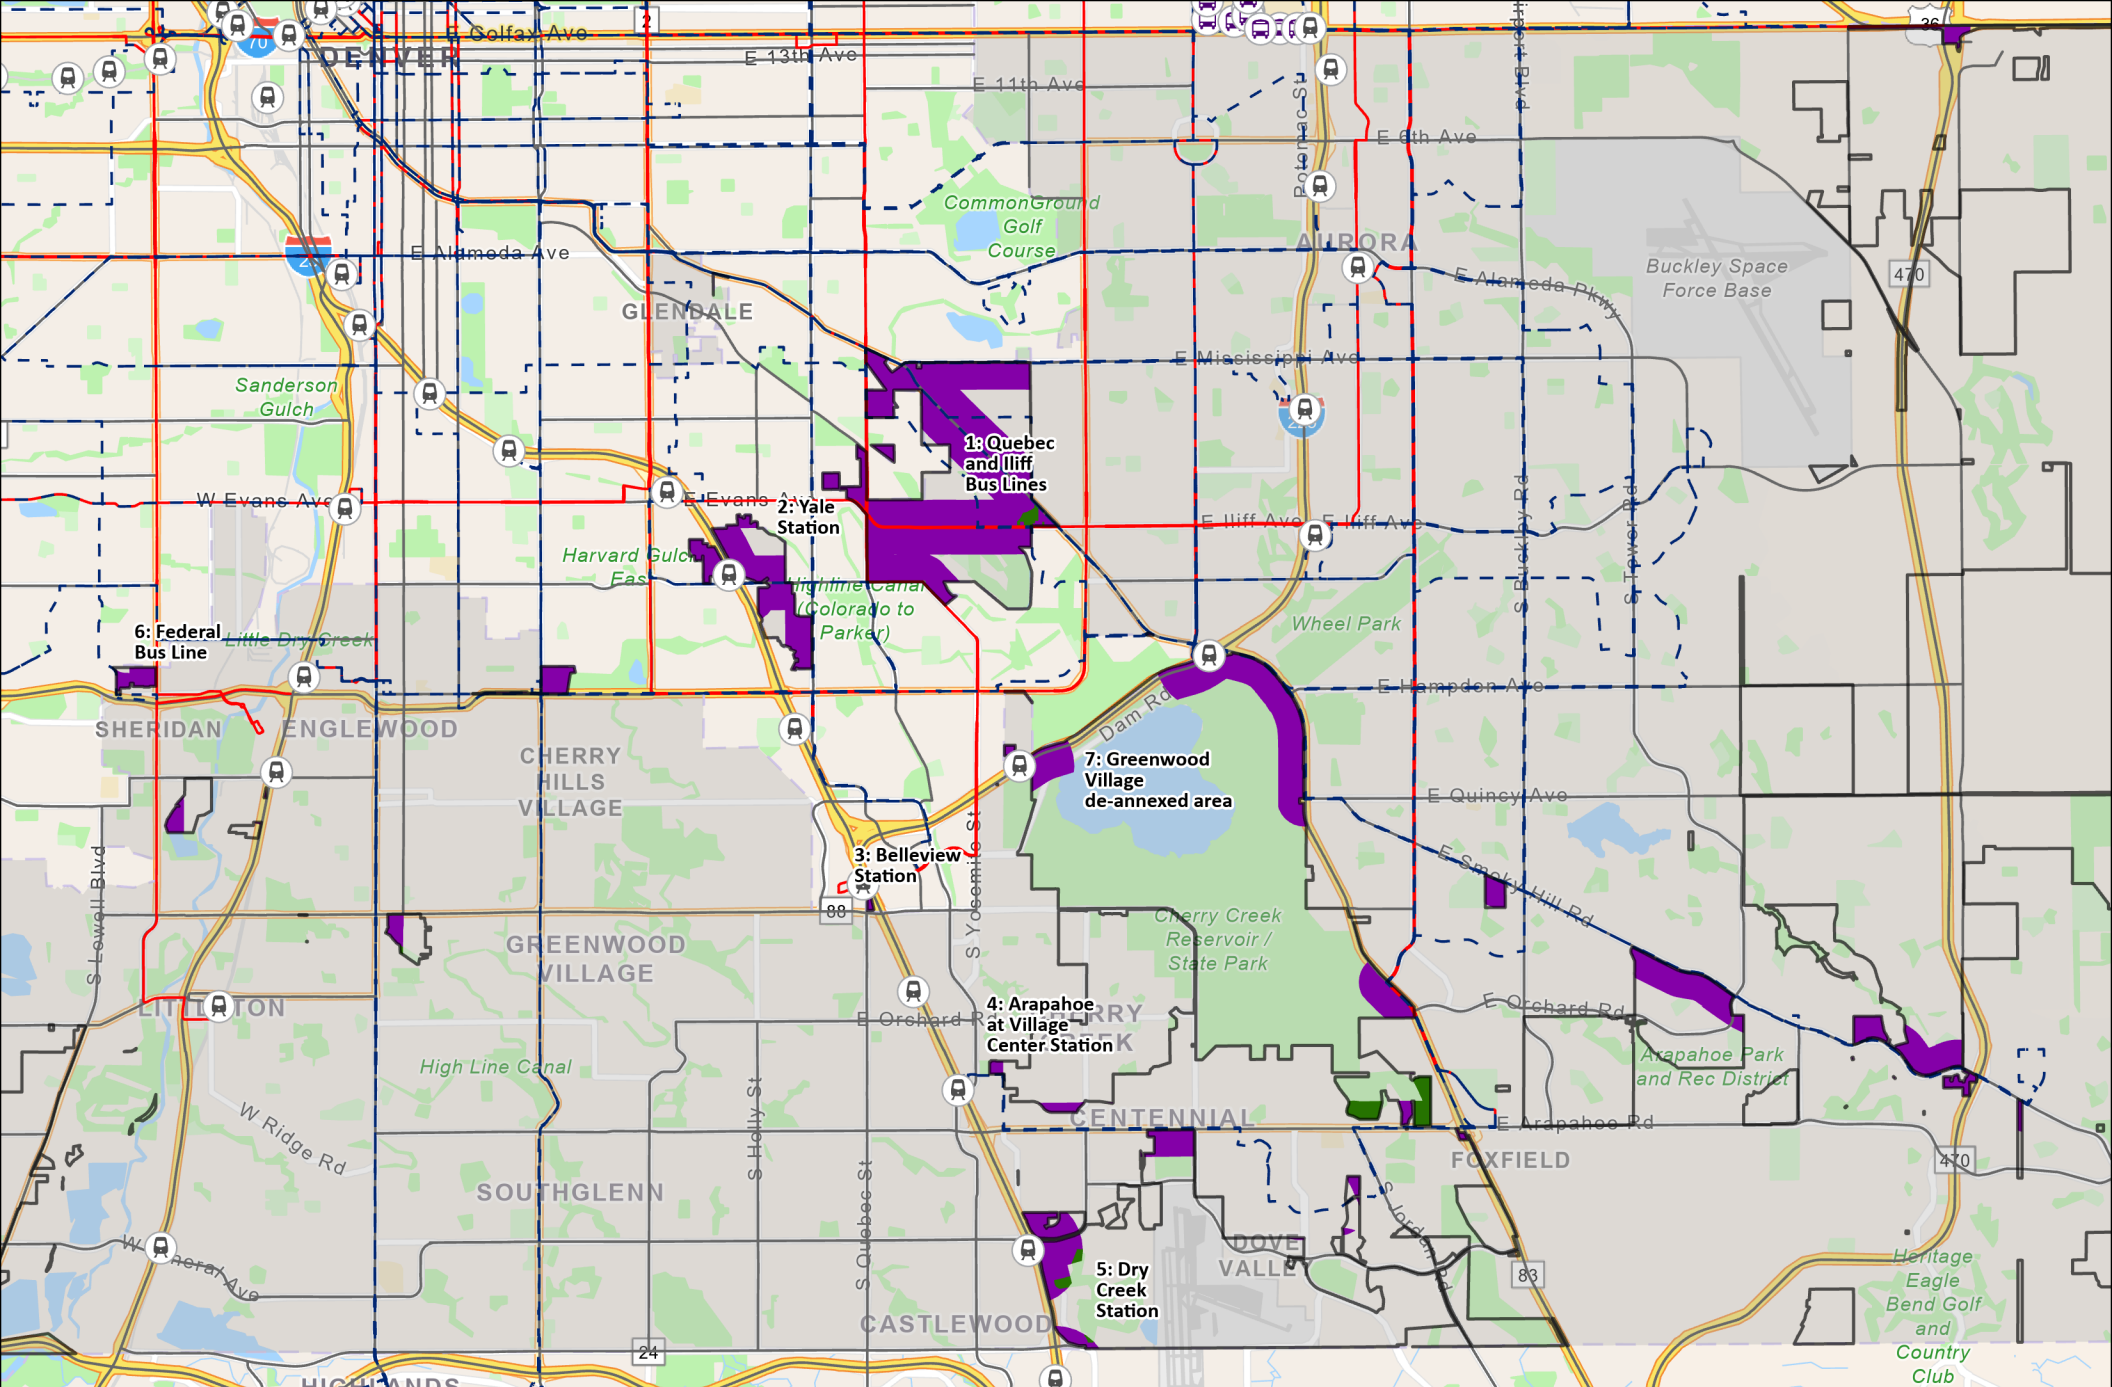 2
36
E Colfax Ave
70
DENVER
E 13th Ave
E 11th Ave
Potomac St
E 6th Ave
CommonGround
Golf
Course
AURORA
E Alameda Ave
E Alameda Pkwy
Buckley Space
Force Base
470
GLENDALE
E Mississippi Ave
Sanderson
Gulch
1: Quebec
and Iliff
Bus Lines
W Evans Ave
E Evans Ave
2: Yale
Station
E Iliff Ave
E Iliff Ave
S Buckley Rd
S Tower Rd
Harvard Gulch
East
Highline Canal
(Colorado to
Parker)
Wheel Park
6: Federal
Bus Line
Little Dry Creek
E Hampden Ave
Dam Rd
SHERIDAN
ENGLEWOOD
CHERRY
HILLS
VILLAGE
7: Greenwood
Village
de-annexed area
E Quincy Ave
S Yosemite St
3: Belleview
Station
88
E Smoky Hill Rd
S Lowell Blvd
GREENWOOD
VILLAGE
Cherry Creek
Reservoir /
State Park
LITTLETON
4: Arapahoe
at Village
Center Station
E Orchard Rd
E Orchard Rd
High Line Canal
Arapahoe Park
and Rec District
W Ridge Rd
S Holly St
CENTENNIAL
E Arapahoe Rd
FOXFIELD
470
SOUTHGLENN
S Quebec St
S Jordan Rd
DOVE
VALLEY
5: Dry
Creek
Station
83
Heritage
Eagle
Bend Golf
and
Country
Club
CASTLEWOOD
24